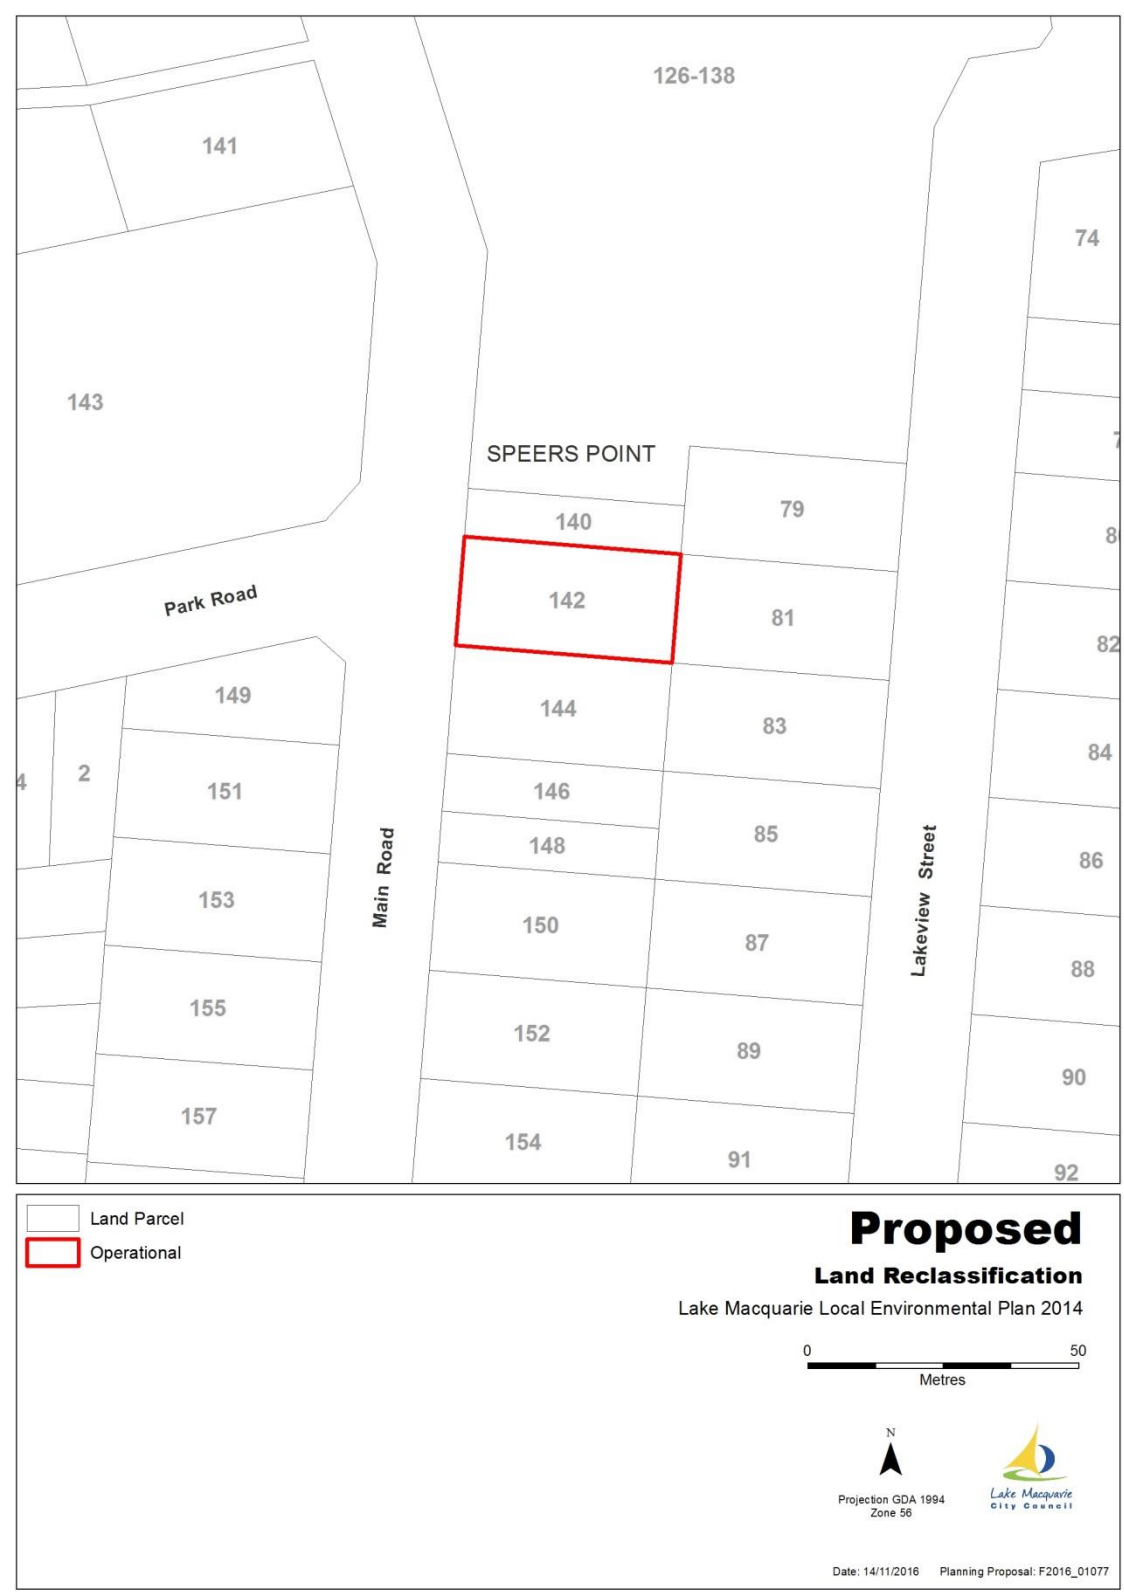 126-138
141
74
143
SPEERS POINT
79
140
142
81
Park Road
82
149
144
83
84
2
151
146
85
148
Main Road
Lakeview Street
86
153
150
87
88
155
152
89
90
157
154
91
92
Land Parcel
Operational
Proposed
Land Reclassification
Lake Macquarie Local Environmental Plan 2014
0 50
Metres
N
Projection GDA 1994
Zone 56
Lake Macquarie
City Council
Date: 14/11/2016 Planning Proposal: F2016_01077